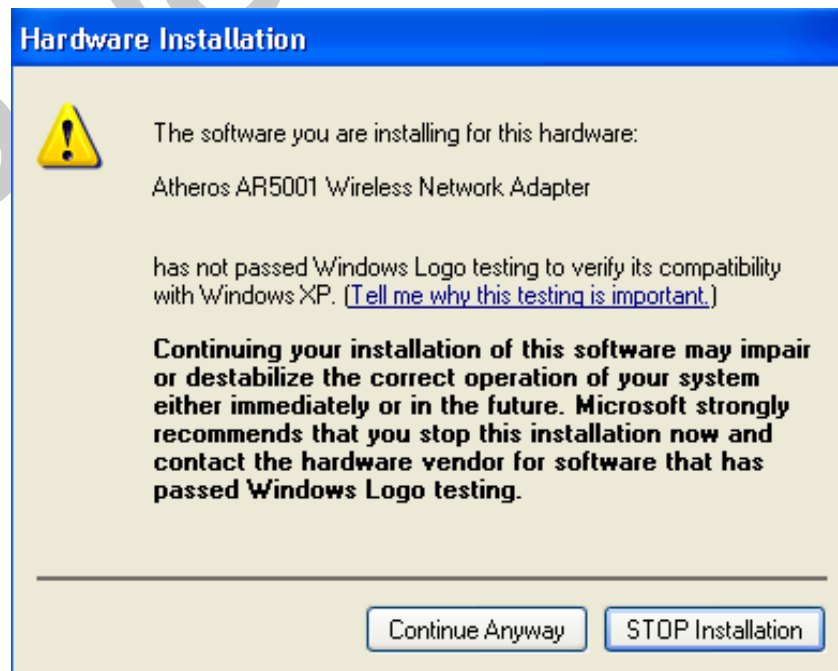 Hardware Installation
The software you are installing for this hardware:
Atheros AR5001 Wireless Network Adapter
has not passed Windows Logo testing to verify its compatibility
with Windows XP. (Tell me why this testing is important.)
Continuing your installation of this software may impair
or destabilize the correct operation of your system
either immediately or in the future. Microsoft strongly
recommends that you stop this installation now and
contact the hardware vendor for software that has
passed Windows Logo testing.
Continue Anyway STOP Installation